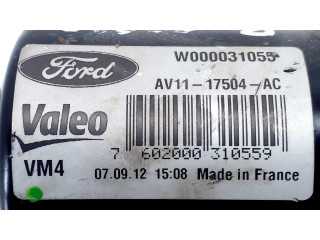 Ford
W000031055
AV11-17504-AC
Valeo
7 602000 310559
VM4
07.09.12 15:08 Made in France